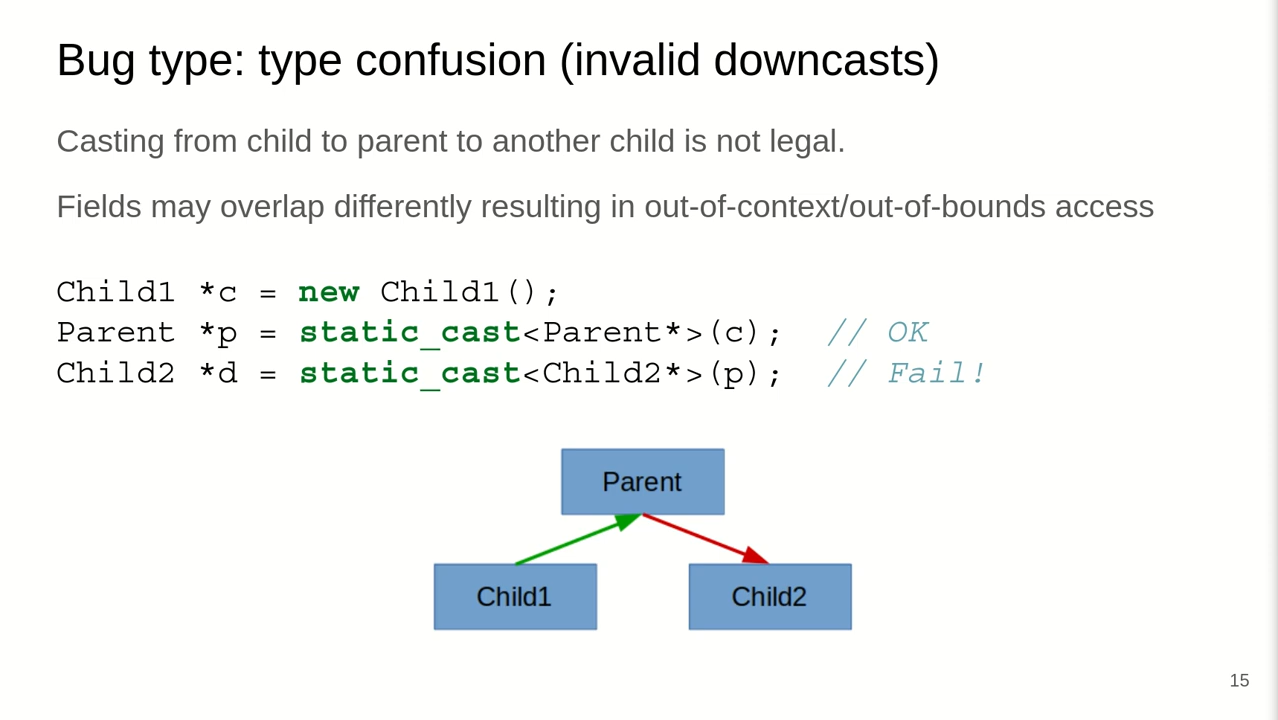 Bug type: type confusion (invalid downcasts)
Casting from child to parent to another child is not legal.
Fields may overlap differently resulting in out-of-context/out-of-bounds access
Child1 *c = new Child1();
Parent *p = static_cast<Parent*>(c);  // OK
Child2 *d = static_cast<Child2*>(p);  // Fail!
Parent
Child1
Child2
15